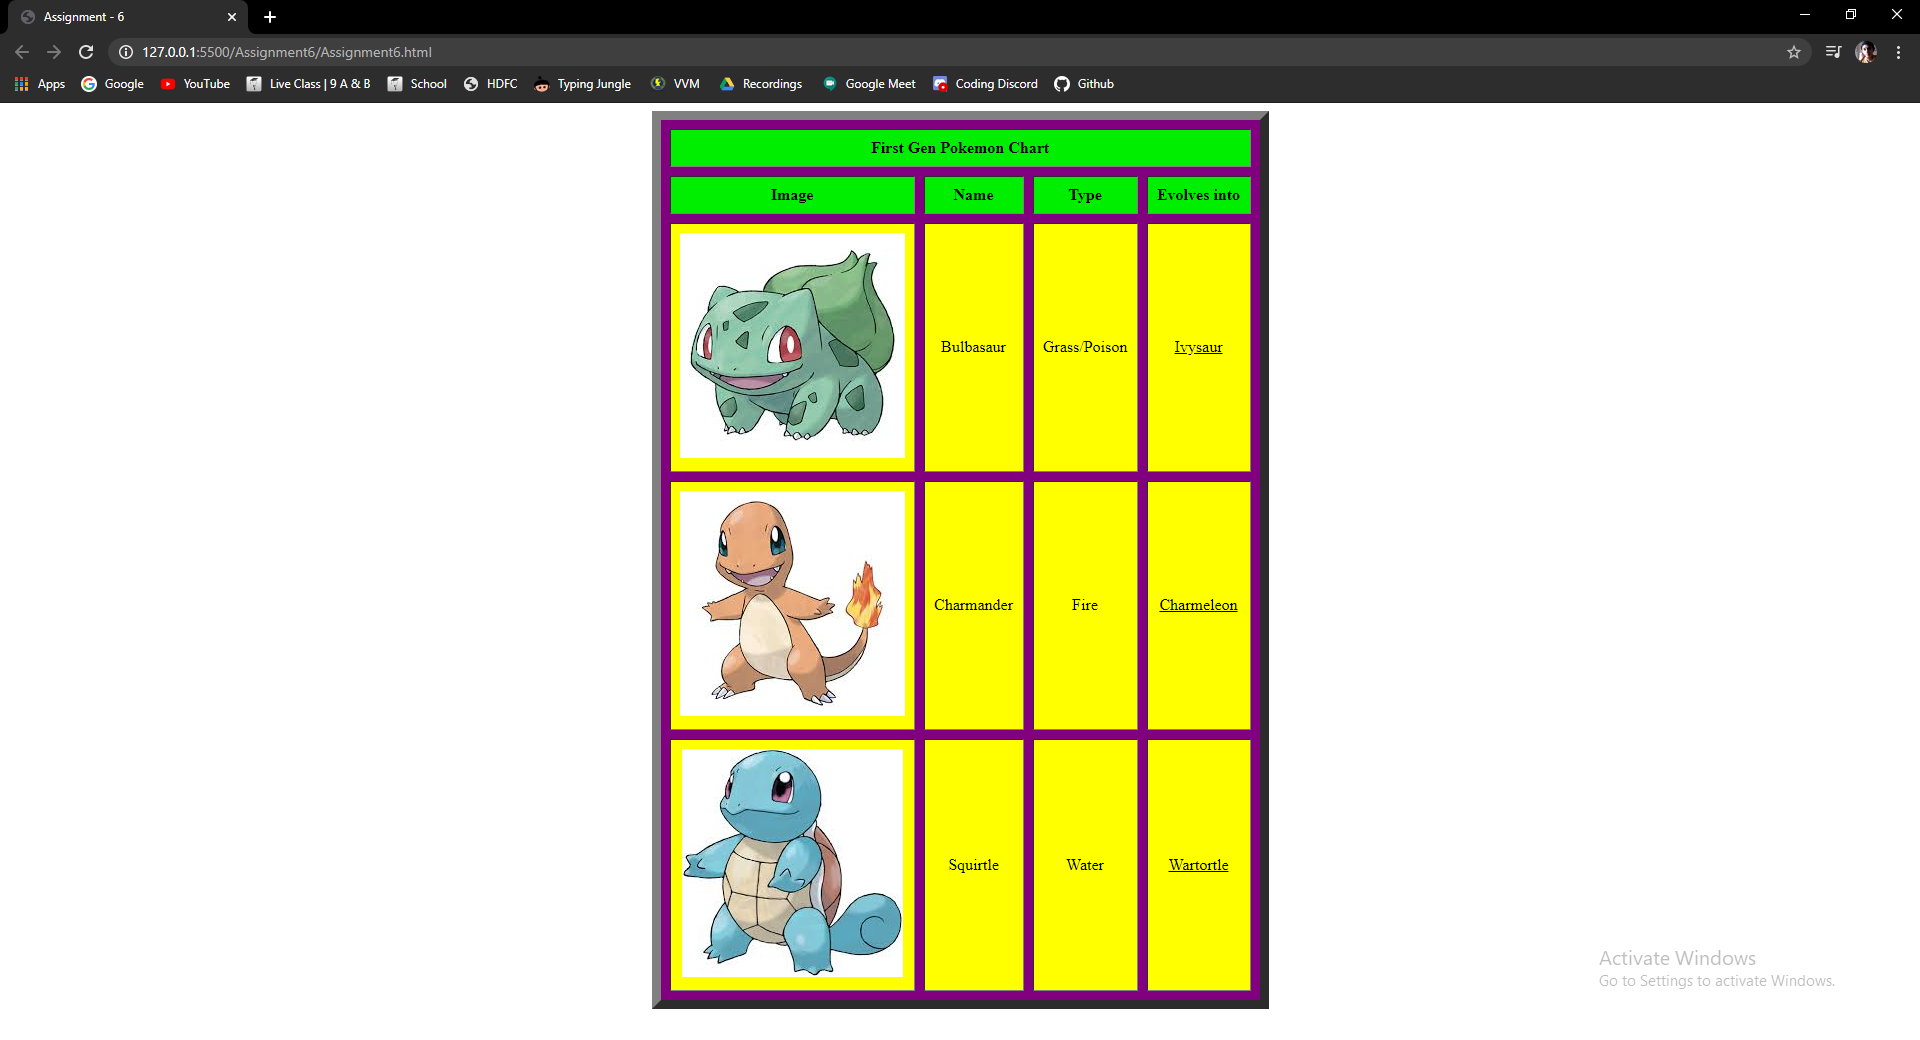 Assignment - 6
127.0.0.1:5500/Assignment6/Assignment6.html
Apps Google YouTube Live Class | 9 A & B School HDFC Typing Jungle VVM Recordings Google Meet Coding Discord Github
First Gen Pokemon Chart
Image Name Type Evolves into
Bulbasaur Grass/Poison Ivysaur
Charmander Fire Charmeleon
Squirtle Water Wartortle
Activate Windows
Go to Settings to activate Windows.